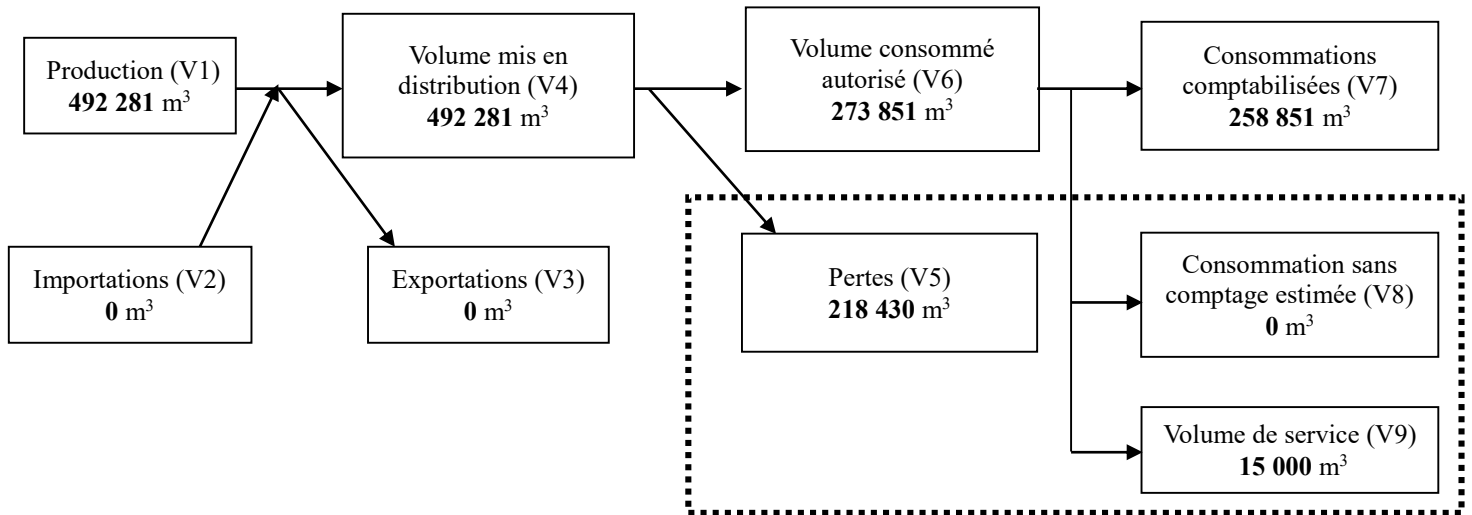 Production (V1)
492 281 m³
Volume mis en
distribution (V4)
492 281 m³
Volume consommé
autorisé (V6)
273 851 m³
Consommations
comptabilisées (V7)
258 851 m³
Importations (V2)
0 m³
Exportations (V3)
0 m³
Pertes (V5)
218 430 m³
Consommation sans
comptage estimée (V8)
0 m³
Volume de service (V9)
15 000 m³